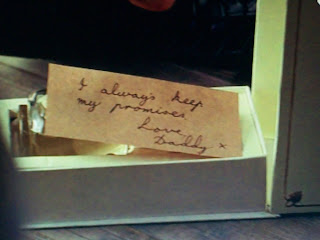 I always keep
my promises.
Love,
Daddy x